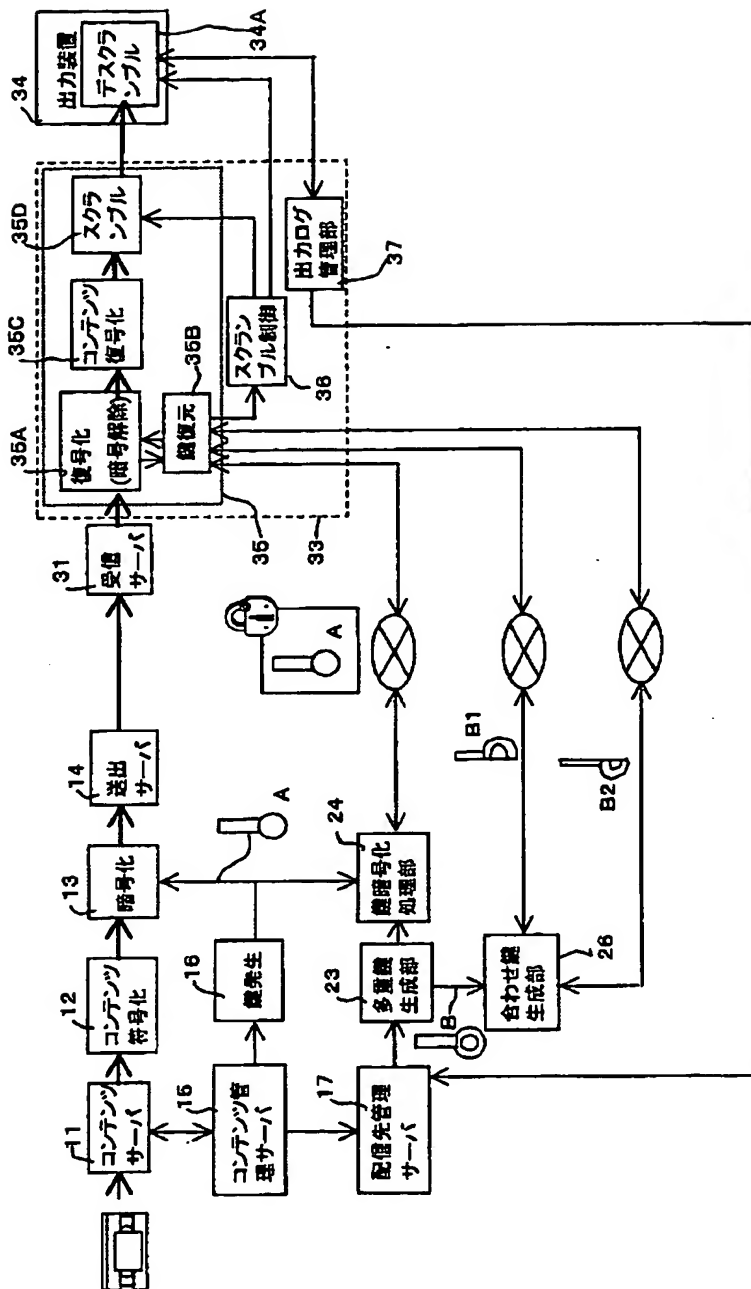 11
コンテンツ
サーバ
12
コンテンツ
符号化
13
暗号化
14
送出
サーバ
31
受信
サーバ
35A
復号化
(暗号解除)
35C
コンテンツ
復号化
35D
スクラ
ンブル
34
出力装置
デスクラ
ンブル
34A
35B
鍵復元
スクラン
ブル制御
36
出力ログ
管理部
37
35
33
15
コンテンツ管
理サーバ
16
鍵発生
A
A
17
配信先管理
サーバ
23
多重鍵
生成部
24
鍵暗号化
処理部
B
合わせ鍵
生成部
26
B1
B2